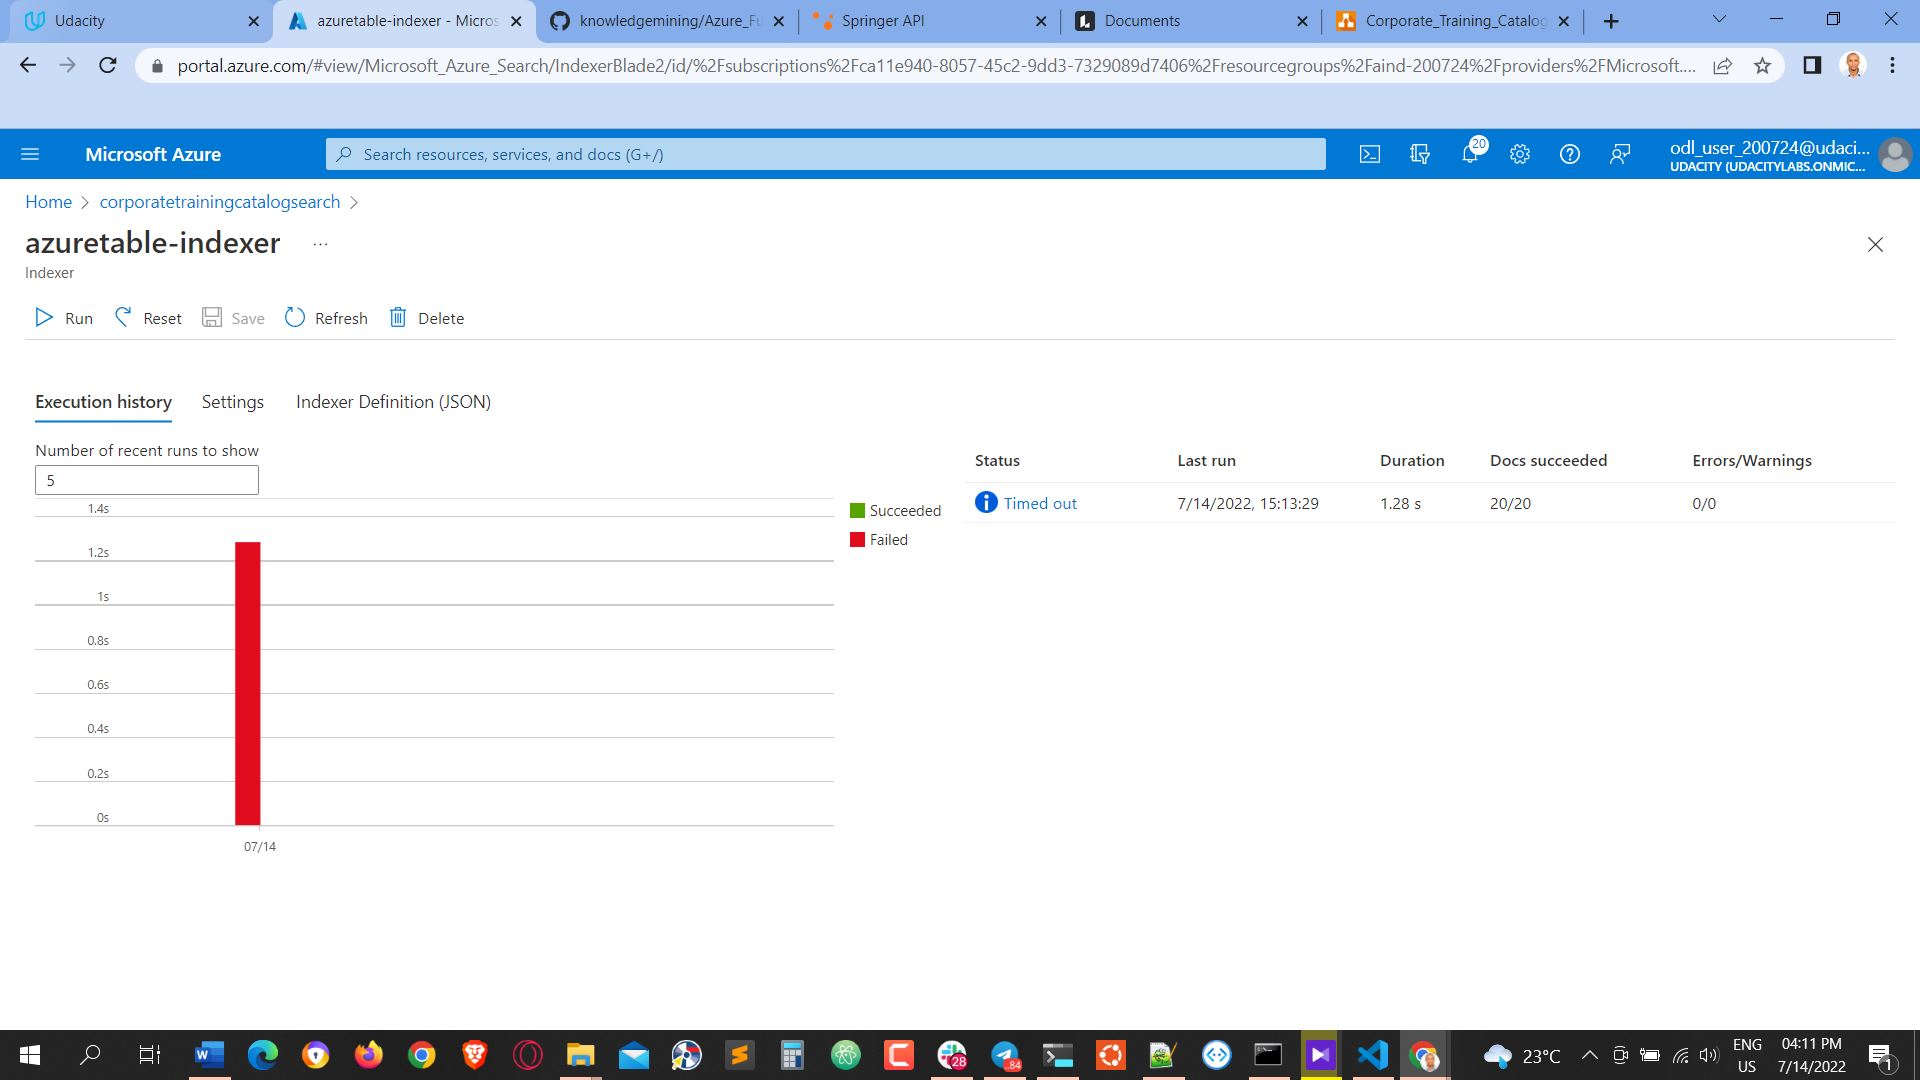 Udacity
azuretable-indexer - Micros
knowledgemining/Azure_Fu
Springer API
Documents
Corporate_Training_Catalog
portal.azure.com/#view/Microsoft_Azure_Search/IndexerBlade2/id/%2Fsubscriptions%2Fca11e940-8057-45c2-9dd3-7329089d7406%2Fresourcegroups%2Faind-200724%2Fproviders%2FMicrosoft....
Microsoft Azure
Search resources, services, and docs (G+/)
20
odl_user_200724@udaci...
UDACITY (UDACITYLABS.ONMIC...
Home > corporatetrainingcatalogsearch >
azuretable-indexer ...
Indexer
Run
Reset
Save
Refresh
Delete
Execution history
Settings
Indexer Definition (JSON)
Number of recent runs to show
5
1.4s
1.2s
1s
0.8s
0.6s
0.4s
0.2s
0s
07/14
Succeeded
Failed
Status Last run Duration Docs succeeded Errors/Warnings
Timed out 7/14/2022, 15:13:29 1.28 s 20/20 0/0
28
84
23°C
ENG
US
04:11 PM
7/14/2022
1